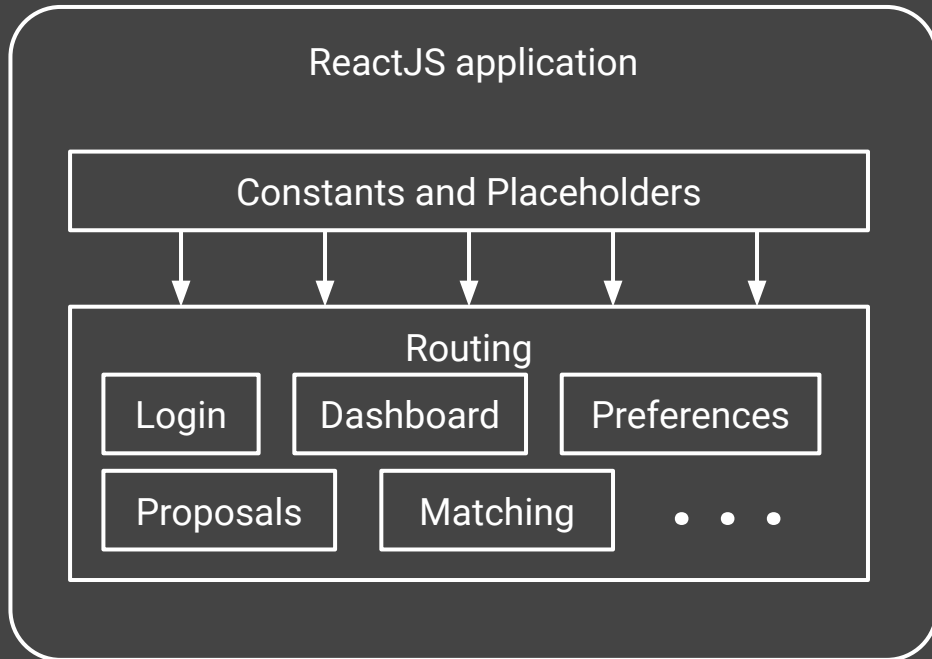 ReactJS application
Constants and Placeholders
Routing
Login Dashboard Preferences
Proposals Matching • • •